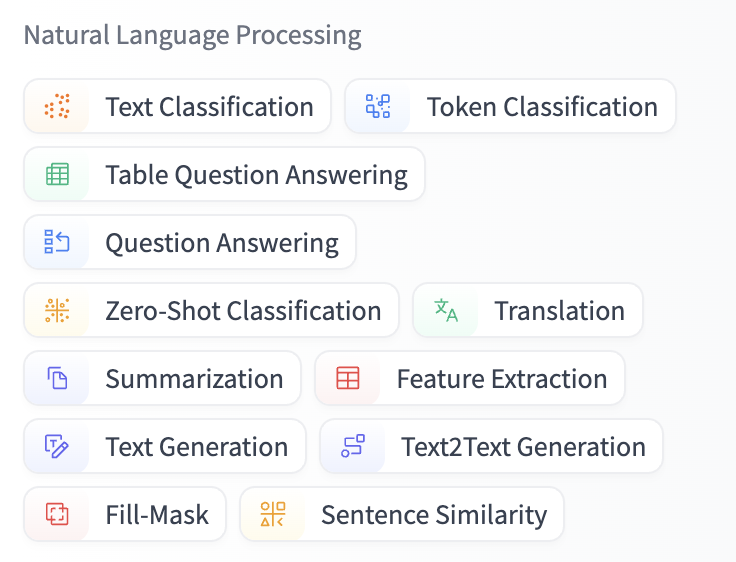 Natural Language Processing
Text Classification Token Classification
Table Question Answering
Question Answering
Zero-Shot Classification Translation
Summarization Feature Extraction
Text Generation Text2Text Generation
Fill-Mask Sentence Similarity